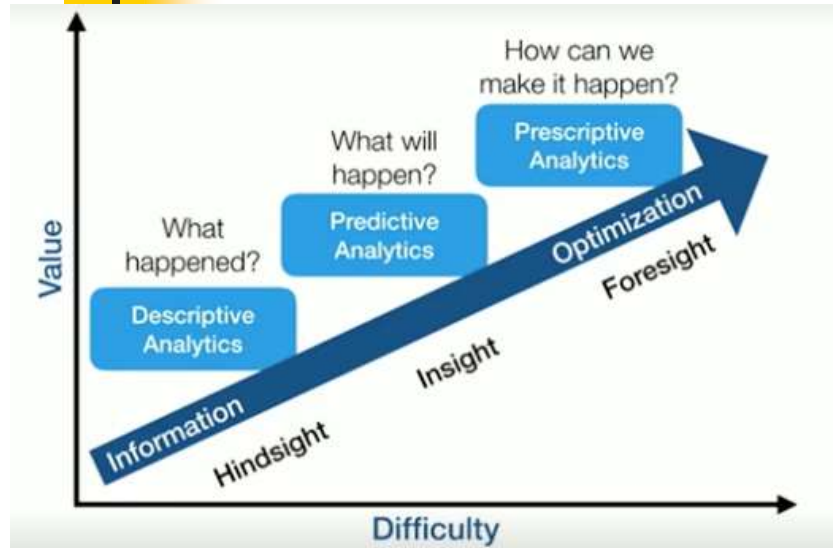 How can we
make it happen?
Prescriptive
Analytics
What will
happen?
Predictive
Analytics
What
happened?
Descriptive
Analytics
Value
Information
Optimization
Hindsight
Insight
Foresight
Difficulty